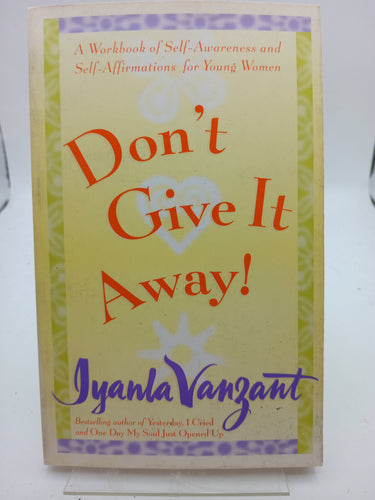 A Workbook of Self-Awareness and
Self-Affirmations for Young Women
Don't
Give It
Away!
Iyanla Vanzant
Bestselling author of Yesterday, I Cried
and One Day My Soul Just Opened Up